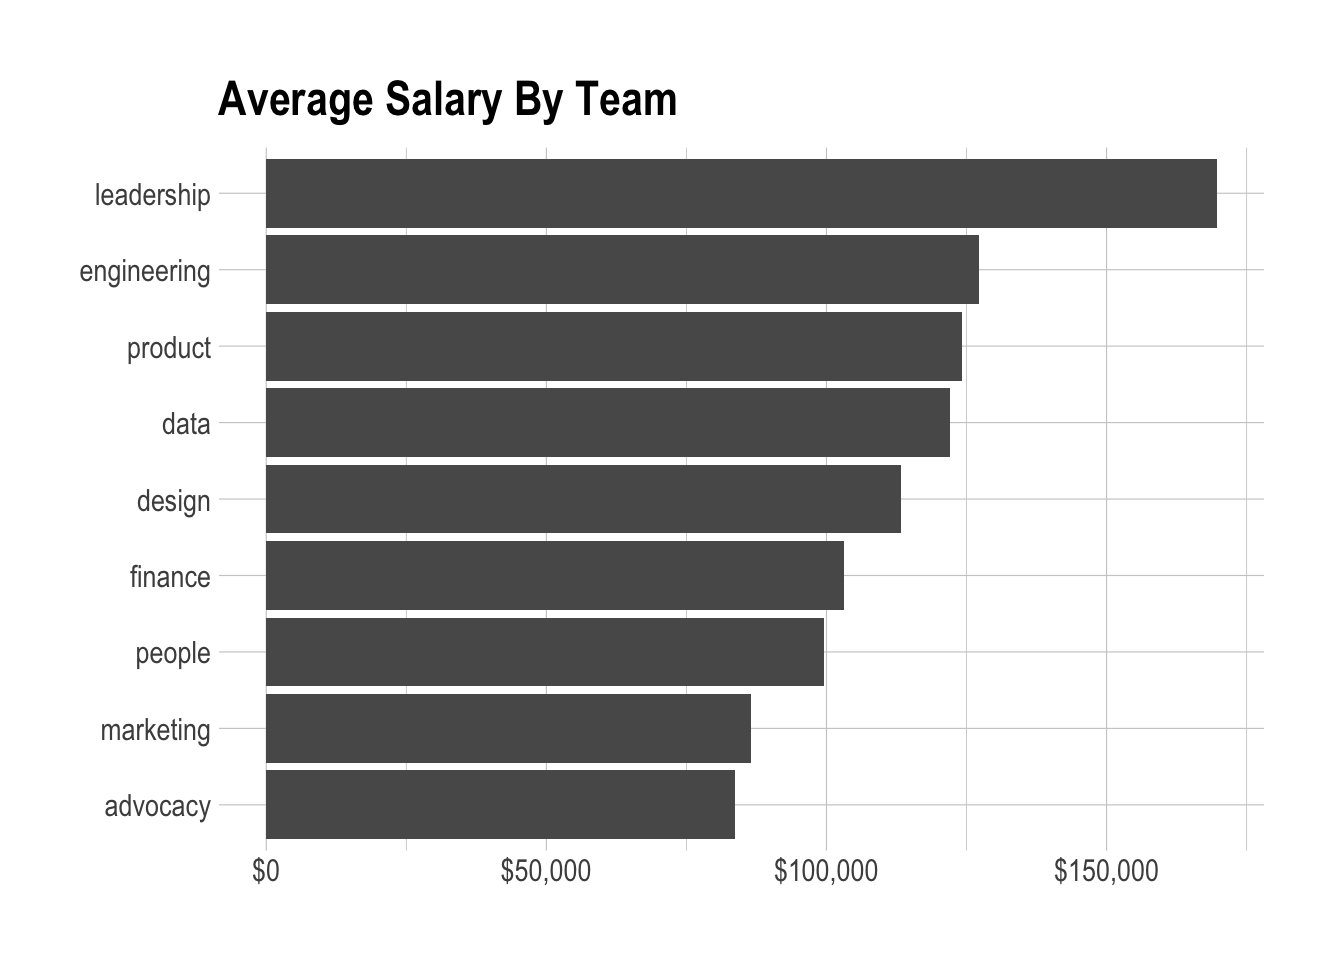 Average Salary By Team
leadership
engineering
product
data
design
finance
people
marketing
advocacy
$0 $50,000 $100,000 $150,000